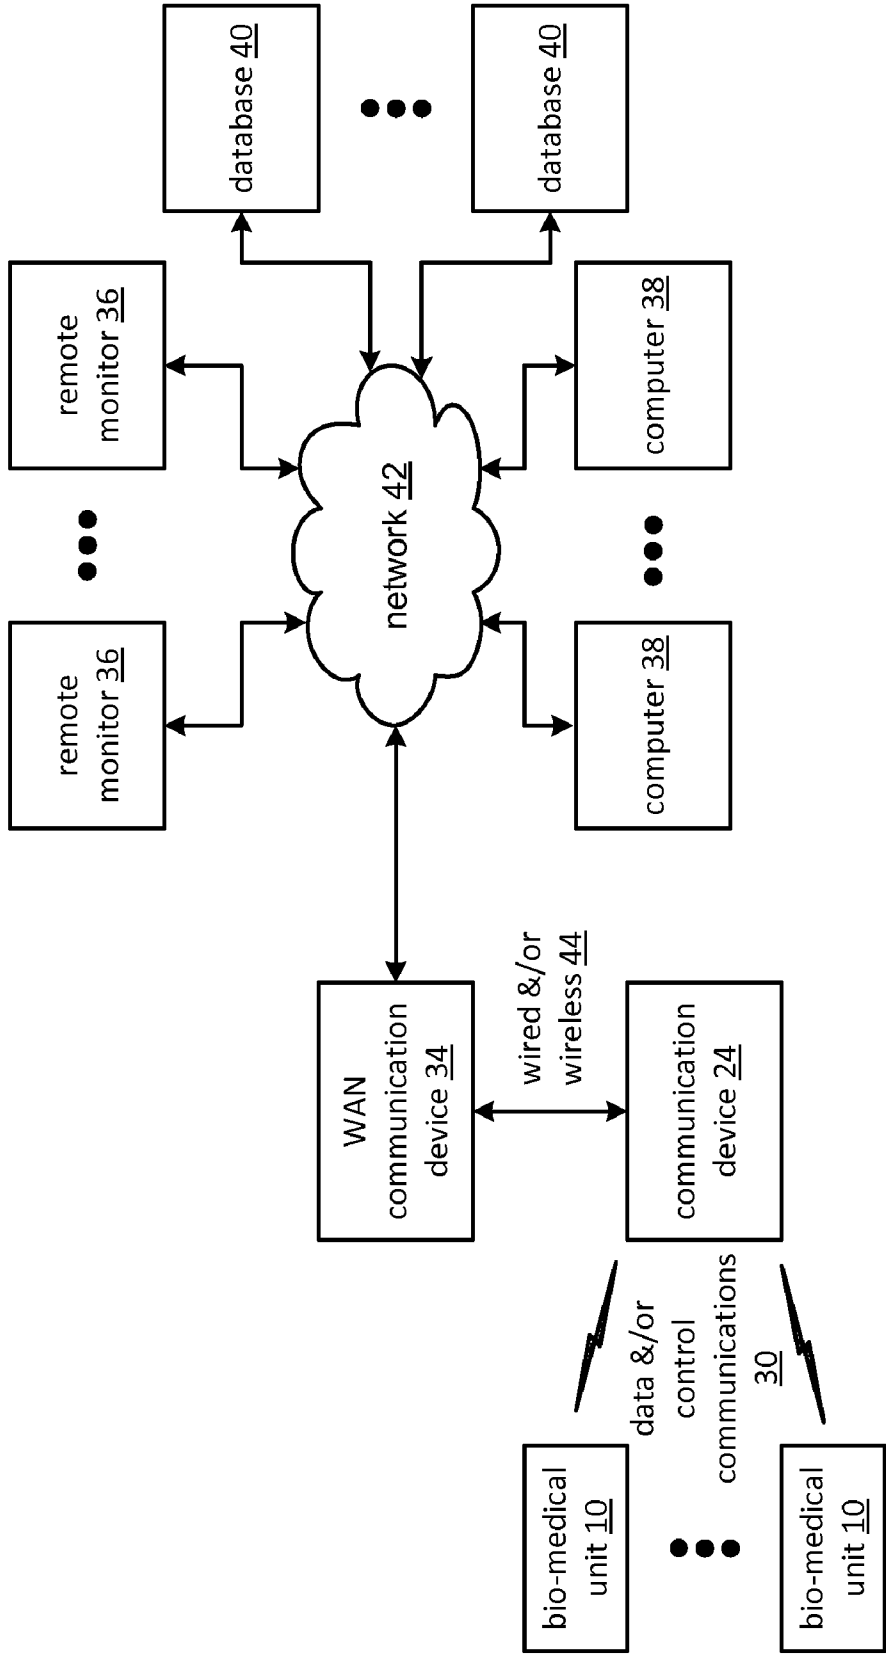 remote
monitor 36
remote
monitor 36
database 40
database 40
network 42
WAN
communication
device 34
wired &/or
wireless 44
computer 38
computer 38
bio-medical
unit 10
data &/or
control
communications
30
communication
device 24
bio-medical
unit 10